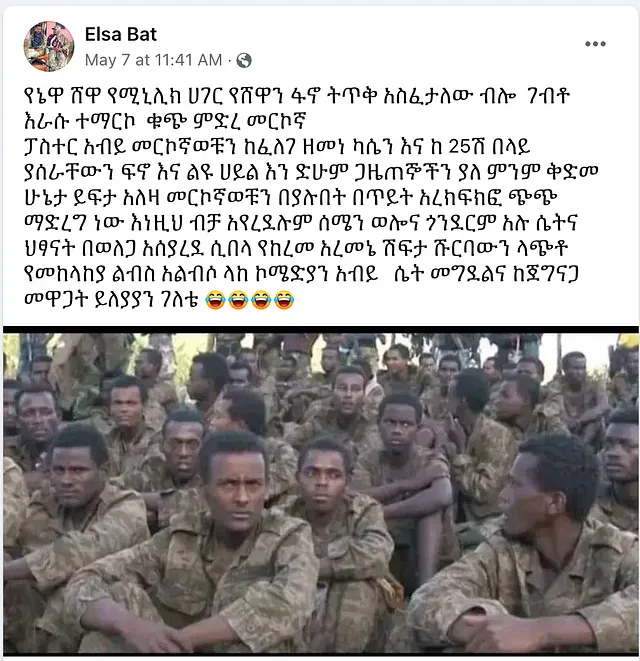 Elsa Bat
May 7 at 11:41 AM ·
የኔዋ ሸዋ የሚኒሊክ ሀገር የሸዋን ፋኖ ትጥቅ አስፈታለው ብሎ ገብቶ
እራሱ ተማርኮ ቁጭ ምድረ መርኮኛ
ፓስተር አብይ መርኮኛወቹን ከፈለገ ዘመነ ካሴን እና ከ 25ሽ በላይ
ያሰራቸውን ፍኖ እና ልዩ ሀይል እን ድሁም ጋዜጠኞችን ያለ ምንም ቅድመ
ሁኔታ ይፍታ አለዛ መርኮኛወቹን በያሉበት በጥይት አረክፍክፎ ጭጭ
ማድረግ ነው እነዚህ ብቻ አየረደሉም ሰሜን ወሎና ጎንደርም አሉ ሴትና
ህፃናት በወለጋ አሰያረደ ሲበላ የከረመ አረመኔ ሽፍታ ሹርባውን ላጭቶ
የመከላከያ ልብስ አልብሶ ላከ ኮሜድያን አብይ ሴት መግደልና ከጀግናጋ
መዋጋት ይለያያን ገለቴ 😂😂😂😂